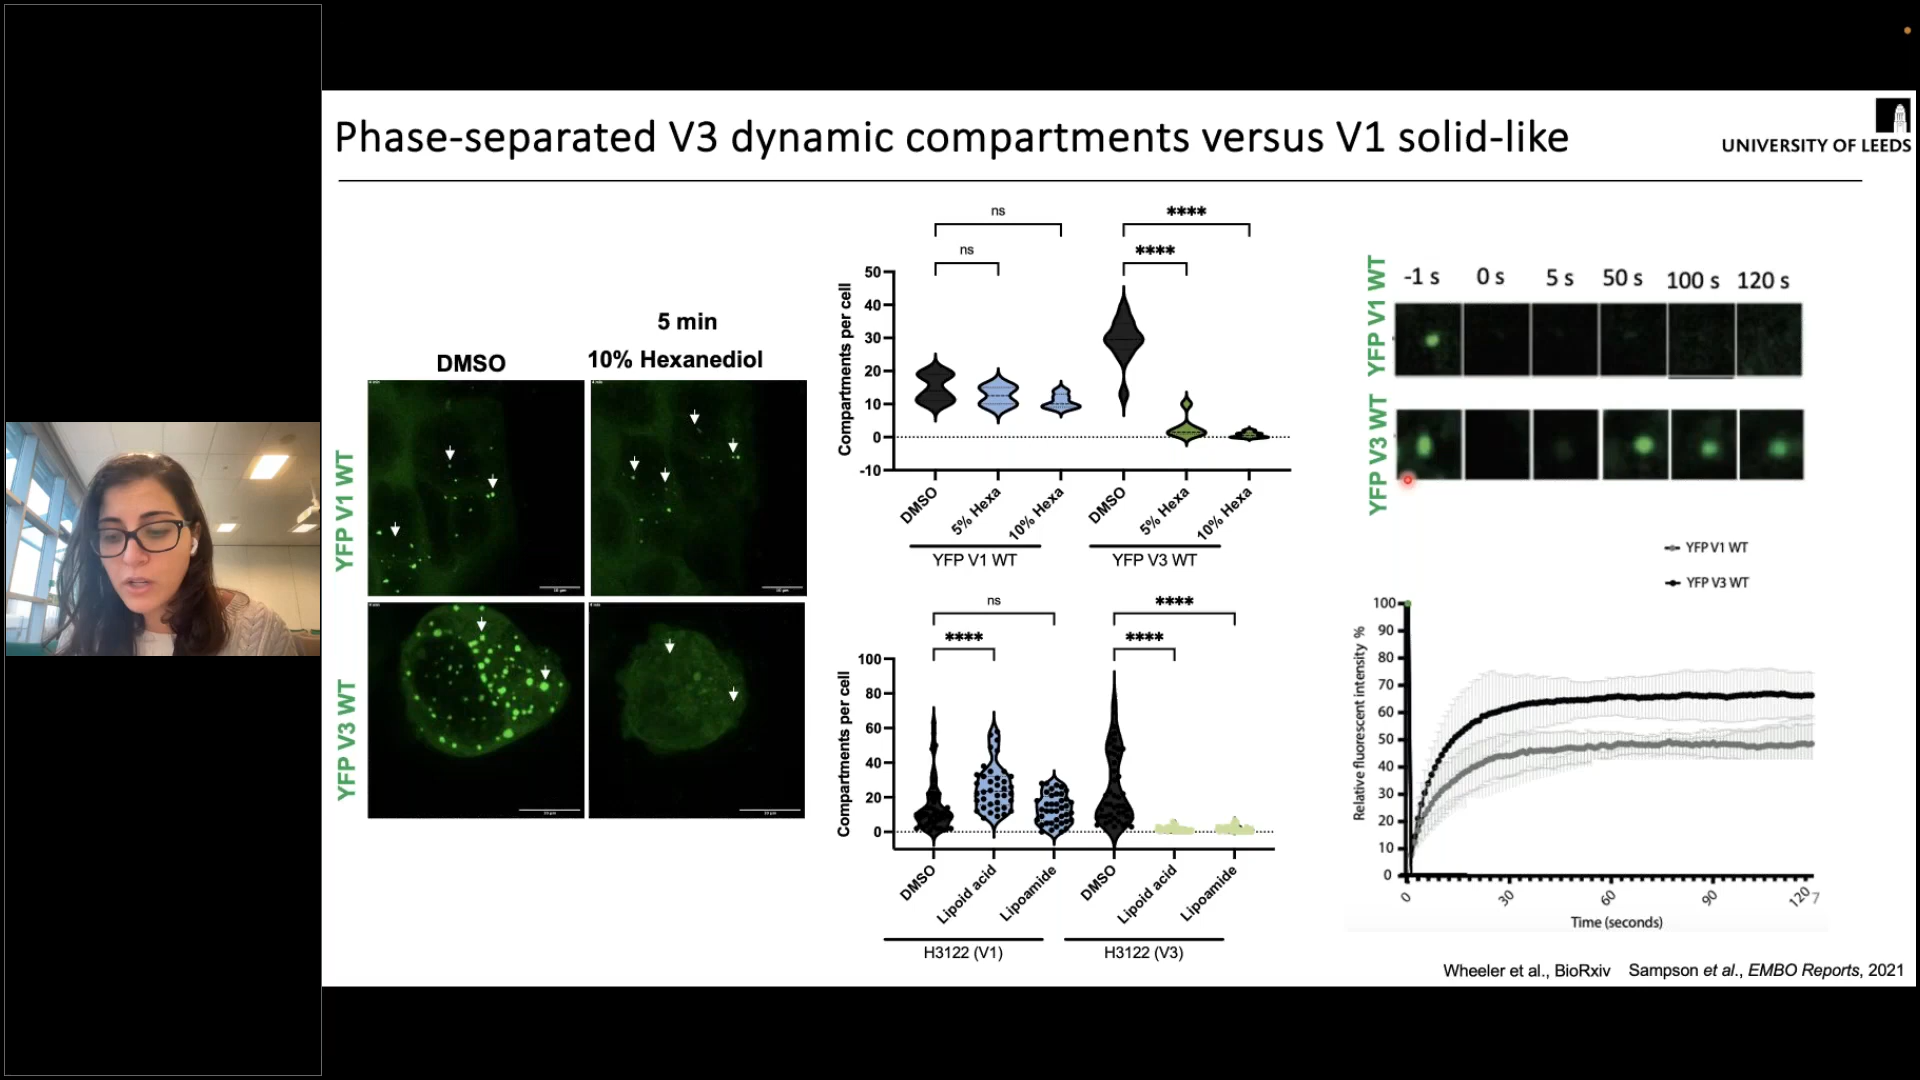 Phase-separated V3 dynamic compartments versus V1 solid-like
UNIVERSITY OF LEEDS
DMSO
5 min
10% Hexanediol
YFP V1 WT
YFP V3 WT
ns
ns
****
****
Compartments per cell
50
40
30
20
10
0
-10
DMSO
5% Hexa
10% Hexa
DMSO
5% Hexa
10% Hexa
YFP V1 WT
YFP V3 WT
ns
****
****
****
Compartments per cell
100
80
60
40
20
0
DMSO
Lipoid acid
Lipoamide
DMSO
Lipoid acid
Lipoamide
H3122 (V1)
H3122 (V3)
-1 s
0 s
5 s
50 s
100 s
120 s
YFP V1 WT
YFP V3 WT
YFP V1 WT
YFP V3 WT
Relative fluorescent intensity %
100
90
80
70
60
50
40
30
20
10
0
0
30
60
90
120
7
Time (seconds)
Wheeler et al., BioRxiv
Sampson et al., EMBO Reports, 2021